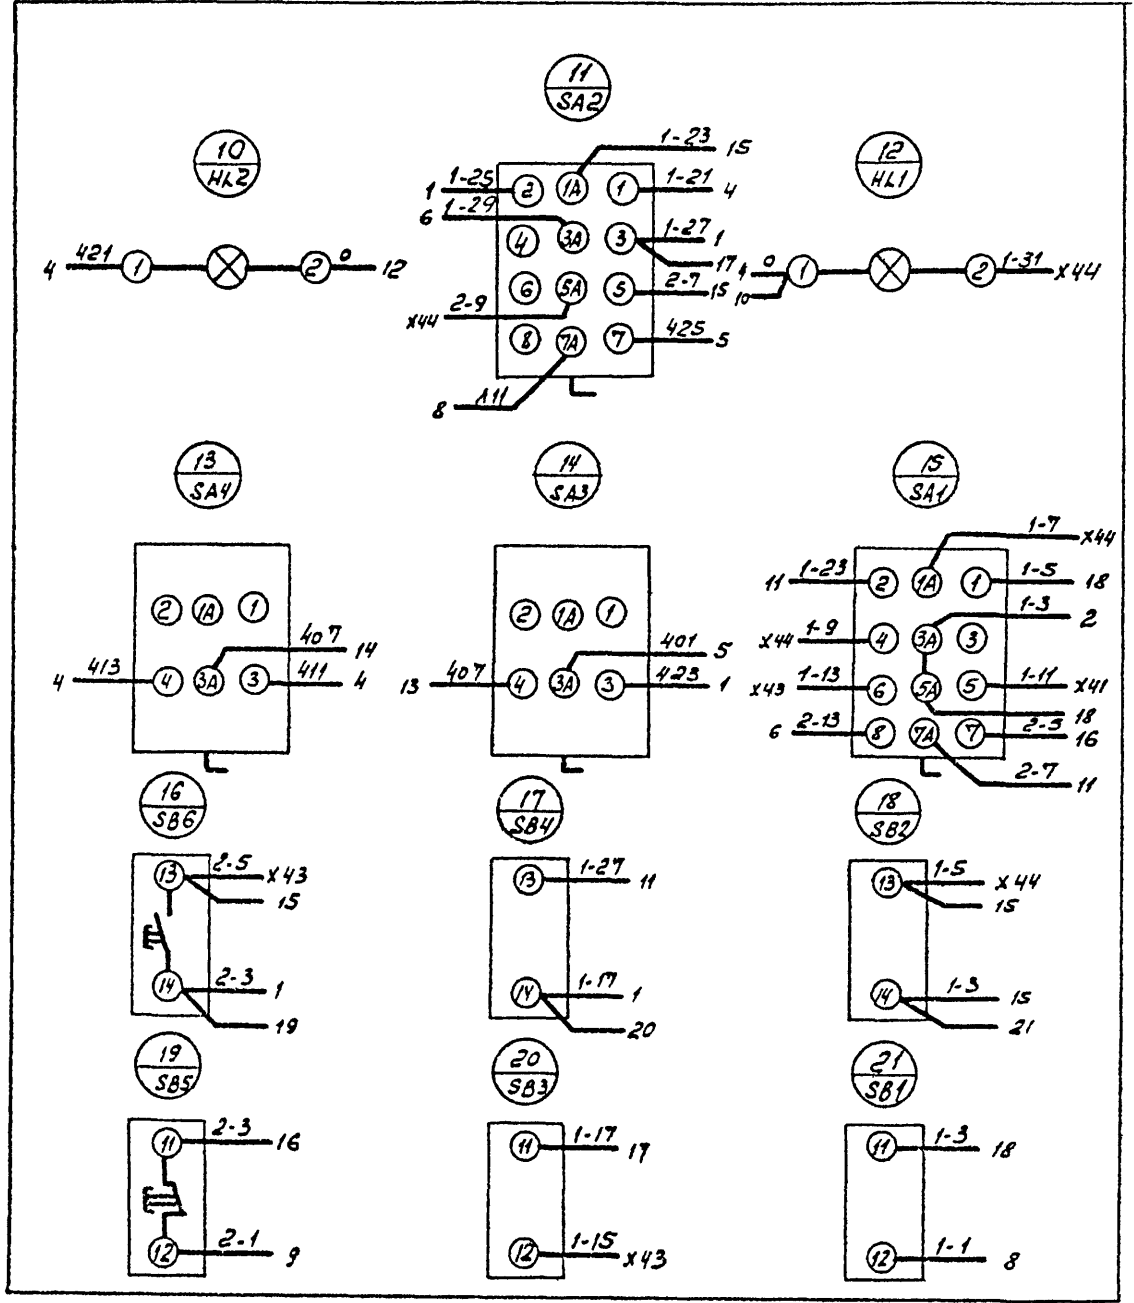 11
SA2
10
HL2
12
HL1
1-23 15
1 1-25 2 1A 1 1-21 4
6 1-29 4 3A 3 1-27 1
17
4 421 1 2 0 12
6 5A 5 2-7 15
X44 2-9
8 7A 7 425 5
8 A11
4 0 1 2 1-31 X44
10
13
SA4
14
SA3
15
SA1
2 1A 1
407 14
4 413 4 3A 3 411 4
2 1A 1
401 5
13 407 4 3A 3 423 1
1-7 X44
11 1-23 2 1A 1 1-5 18
1-3 2
X44 1-9 4 3A 3
X43 1-13 6 5A 5 1-11 X41
18
6 2-13 8 7A 7 16
2-7 11
16
SB6
17
SB4
18
SB2
13 2-5 X43
15
14 2-3 1
19
13 1-27 11
14 1-17 1
20
13 1-5 X44
15
14 1-3 15
21
19
SB5
20
SB3
21
SB1
11 2-3 16
12 2-1 9
11 1-17 17
12 1-15 X43
11 1-3 18
12 1-1 8